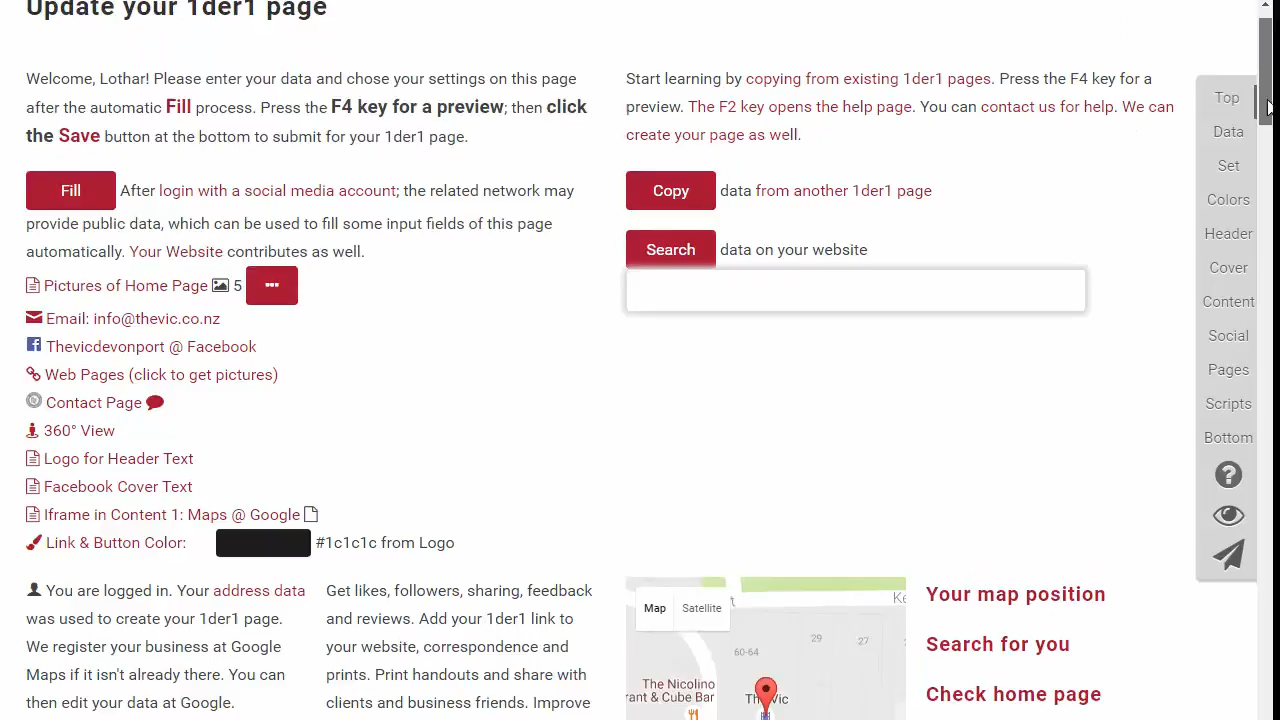 Update your 1der1 page
Welcome, Lothar! Please enter your data and chose your settings on this page
after the automatic Fill process. Press the F4 key for a preview; then click
the Save button at the bottom to submit for your 1der1 page.
Fill After login with a social media account; the related network may
provide public data, which can be used to fill some input fields of this page
automatically. Your Website contributes as well.
Pictures of Home Page 5 ...
Email: info@thevic.co.nz
Thevicdevonport @ Facebook
Web Pages (click to get pictures)
Contact Page
360° View
Logo for Header Text
Facebook Cover Text
Iframe in Content 1: Maps @ Google
Link & Button Color: #1c1c1c from Logo
You are logged in. Your address data
was used to create your 1der1 page.
We register your business at Google
Maps if it isn't already there. You can
then edit your data at Google.
Get likes, followers, sharing, feedback
and reviews. Add your 1der1 link to
your website, correspondence and
prints. Print handouts and share with
clients and business friends. Improve
Start learning by copying from existing 1der1 pages. Press the F4 key for a
preview. The F2 key opens the help page. You can contact us for help. We can
create your page as well.
Copy data from another 1der1 page
Search data on your website
Map Satellite
29 27
60-64
The Nicolino
rant & Cube Bar
The Vic
Your map position
Search for you
Check home page
Top
Data
Set
Colors
Header
Cover
Content
Social
Pages
Scripts
Bottom
?